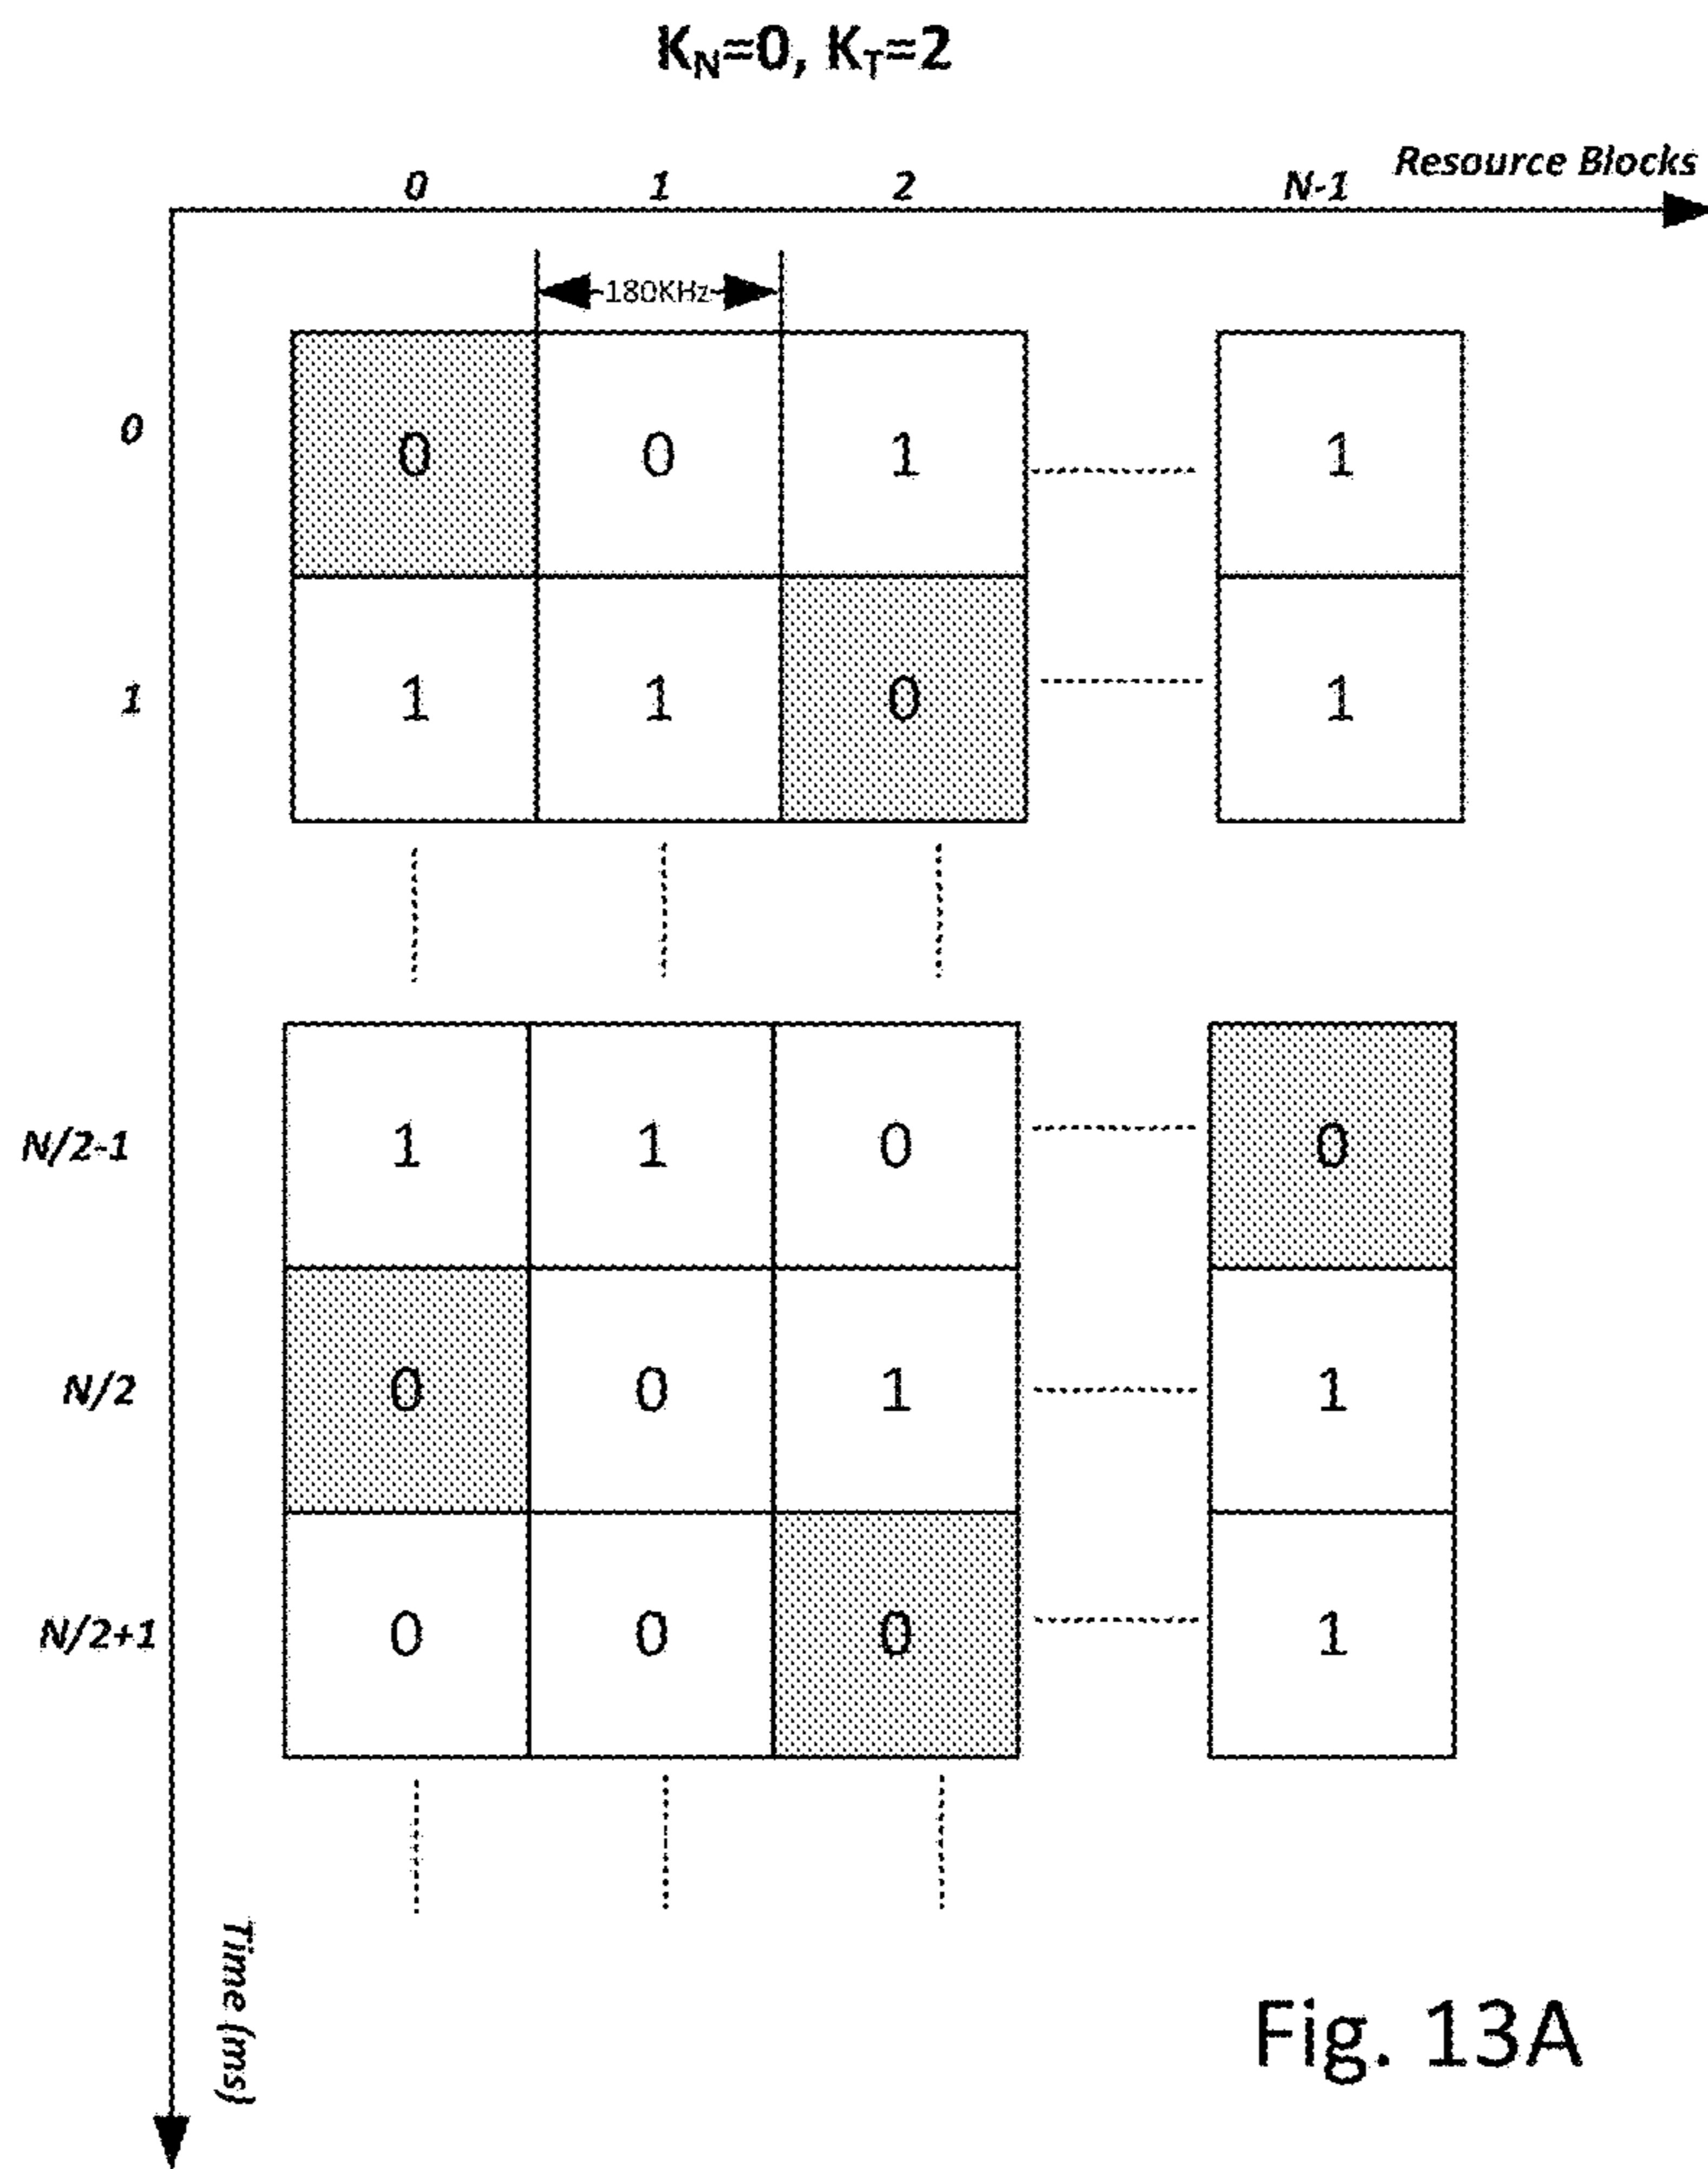 KN=0, KT=2
Resource Blocks
0 1 2 N-1
180KHz
0 0 0 1 1
1 1 1 0 1
N/2-1 1 1 0 0
N/2 0 0 1 1
N/2+1 0 0 0 1
Time (ms)
Fig. 13A